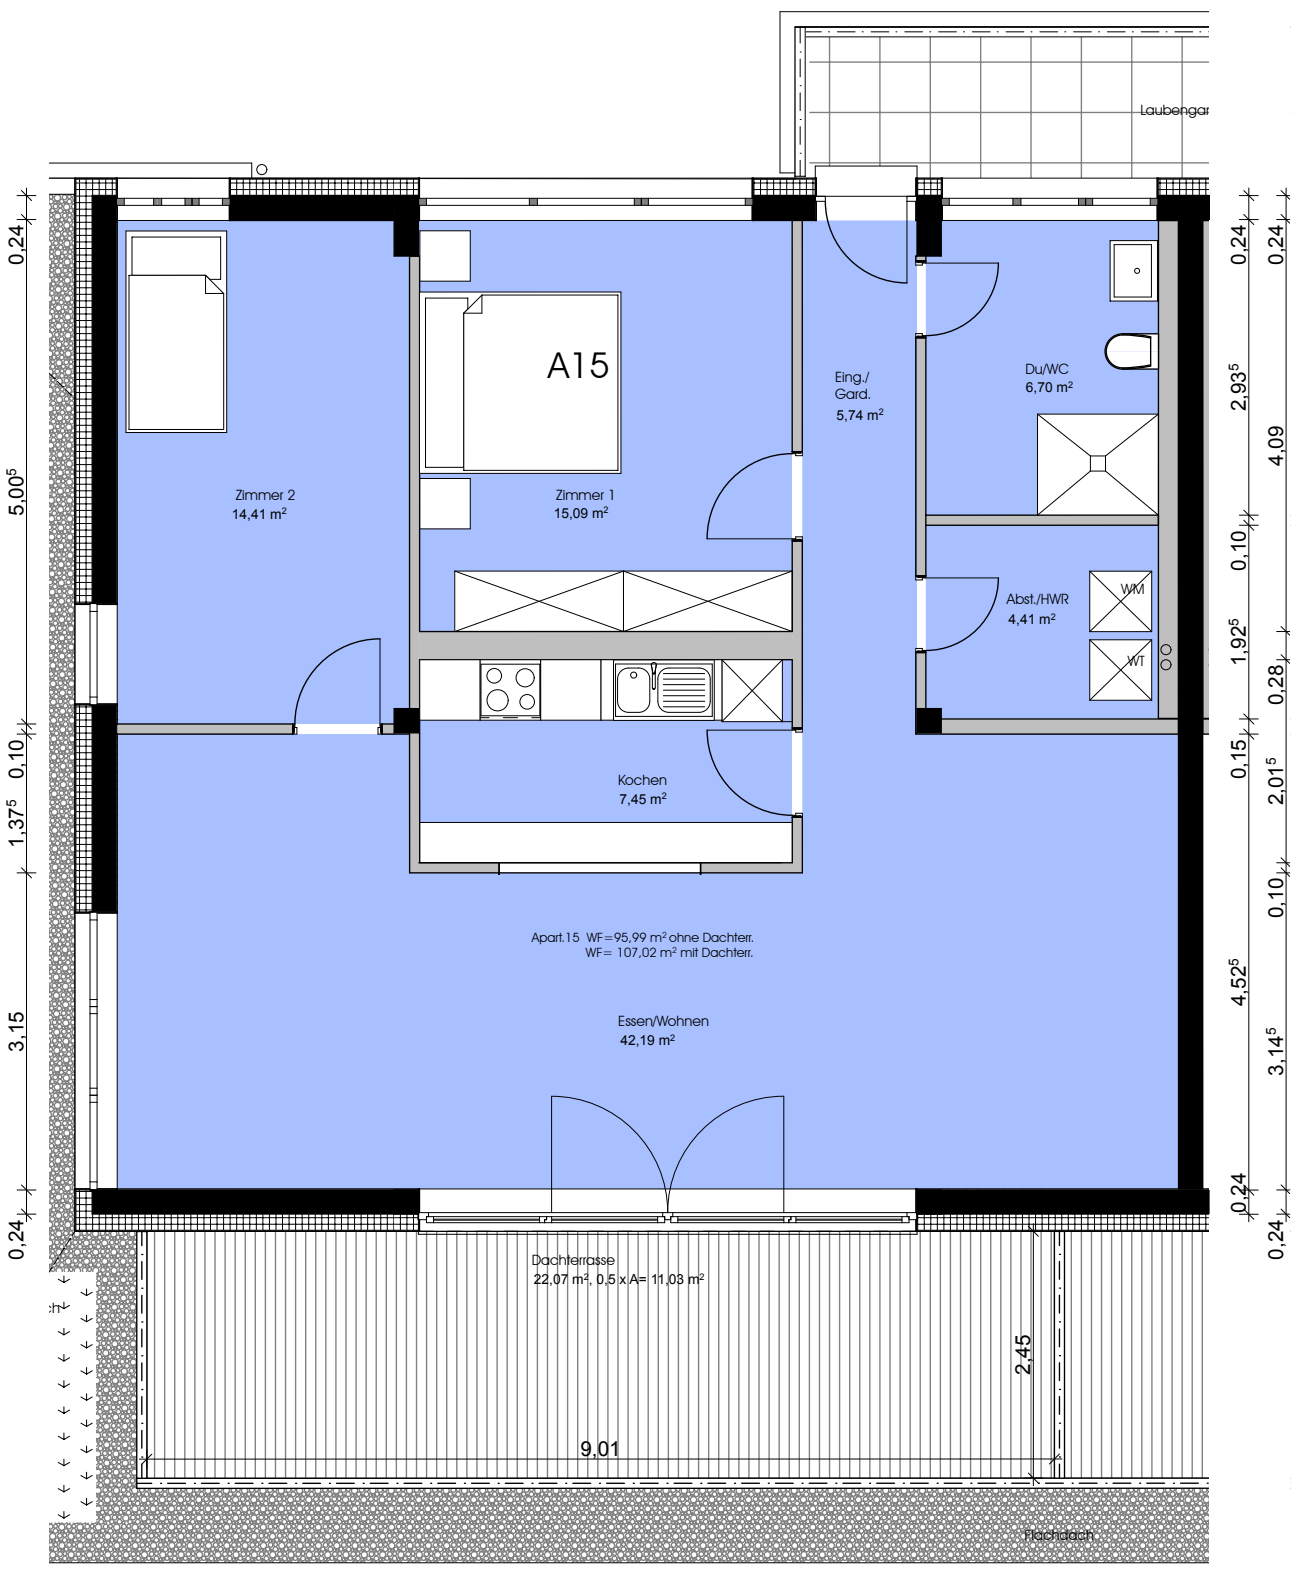 Laubengan
A15
Eing./
Gard.
5,74 m²
Du/WC
6,70 m²
Zimmer 2
14,41 m²
Zimmer 1
15,09 m²
Abst./HWR
4,41 m²
WM
WT
Kochen
7,45 m²
Apart.15 WF=95,99 m² ohne Dachterr.
WF= 107,02 m² mit Dachterr.
Essen/Wohnen
42,19 m²
Dachterrasse
22,07 m², 0,5 x A= 11,03 m²
ch
2,45
9,01
Flachdach
0,24
5,00⁵
0,10
1,37⁵
3,15
0,24
0,24
2,93⁵
0,10
1,92⁵
0,15
4,52⁵
0,24
0,24
4,09
0,28
2,01⁵
0,10
3,14⁵
0,24